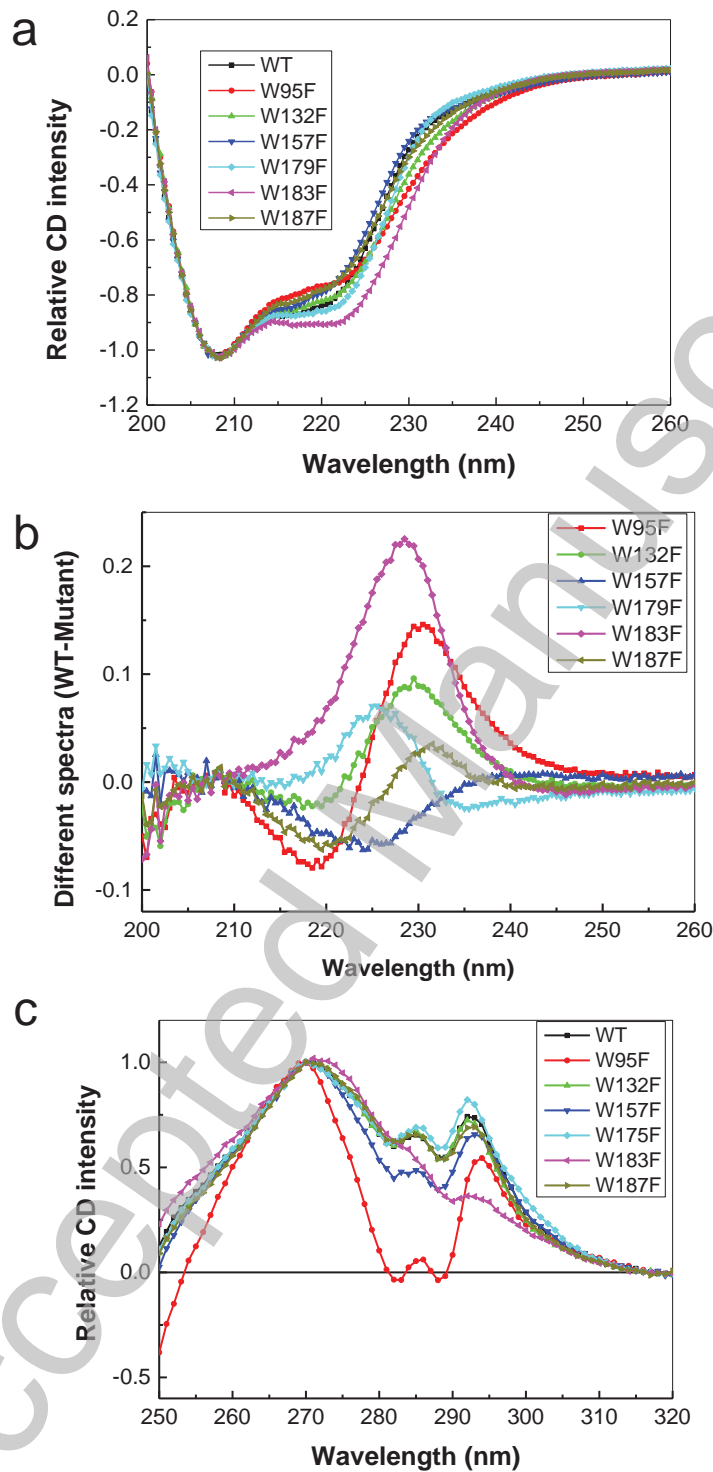 a
0.2
0.0
-0.2
-0.4
-0.6
-0.8
-1.0
-1.2
Relative CD intensity
WT
W95F
W132F
W157F
W179F
W183F
W187F
200 210 220 230 240 250 260
Wavelength (nm)
b
0.2
0.1
0.0
-0.1
Different spectra (WT-Mutant)
W95F
W132F
W157F
W179F
W183F
W187F
200 210 220 230 240 250 260
Wavelength (nm)
c
1.0
0.5
0.0
-0.5
Relative CD intensity
WT
W95F
W132F
W157F
W175F
W183F
W187F
250 260 270 280 290 300 310 320
Wavelength (nm)
ccepted Manusc